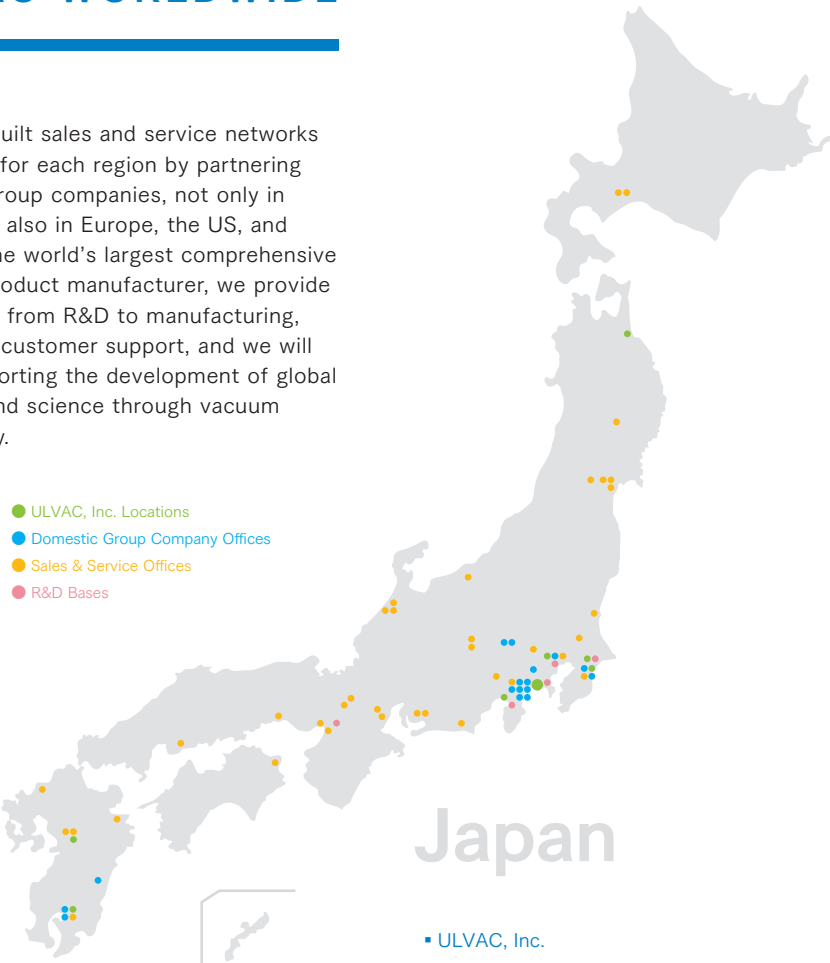 WORLDWIDE
uilt sales and service networks
for each region by partnering
roup companies, not only in
also in Europe, the US, and
he world's largest comprehensive
oduct manufacturer, we provide
from R&D to manufacturing,
customer support, and we will
orting the development of global
nd science through vacuum
y.
ULVAC, Inc. Locations
Domestic Group Company Offices
Sales & Service Offices
R&D Bases
Japan
▪ ULVAC, Inc.